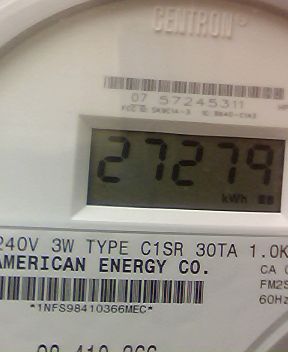 CENTRON
07 57245311
27279
kWh
240V 3W TYPE C1SR 30TA 1.0K
AMERICAN ENERGY CO.
CA
FM2S
60Hz
*1NFS98410366MEC*